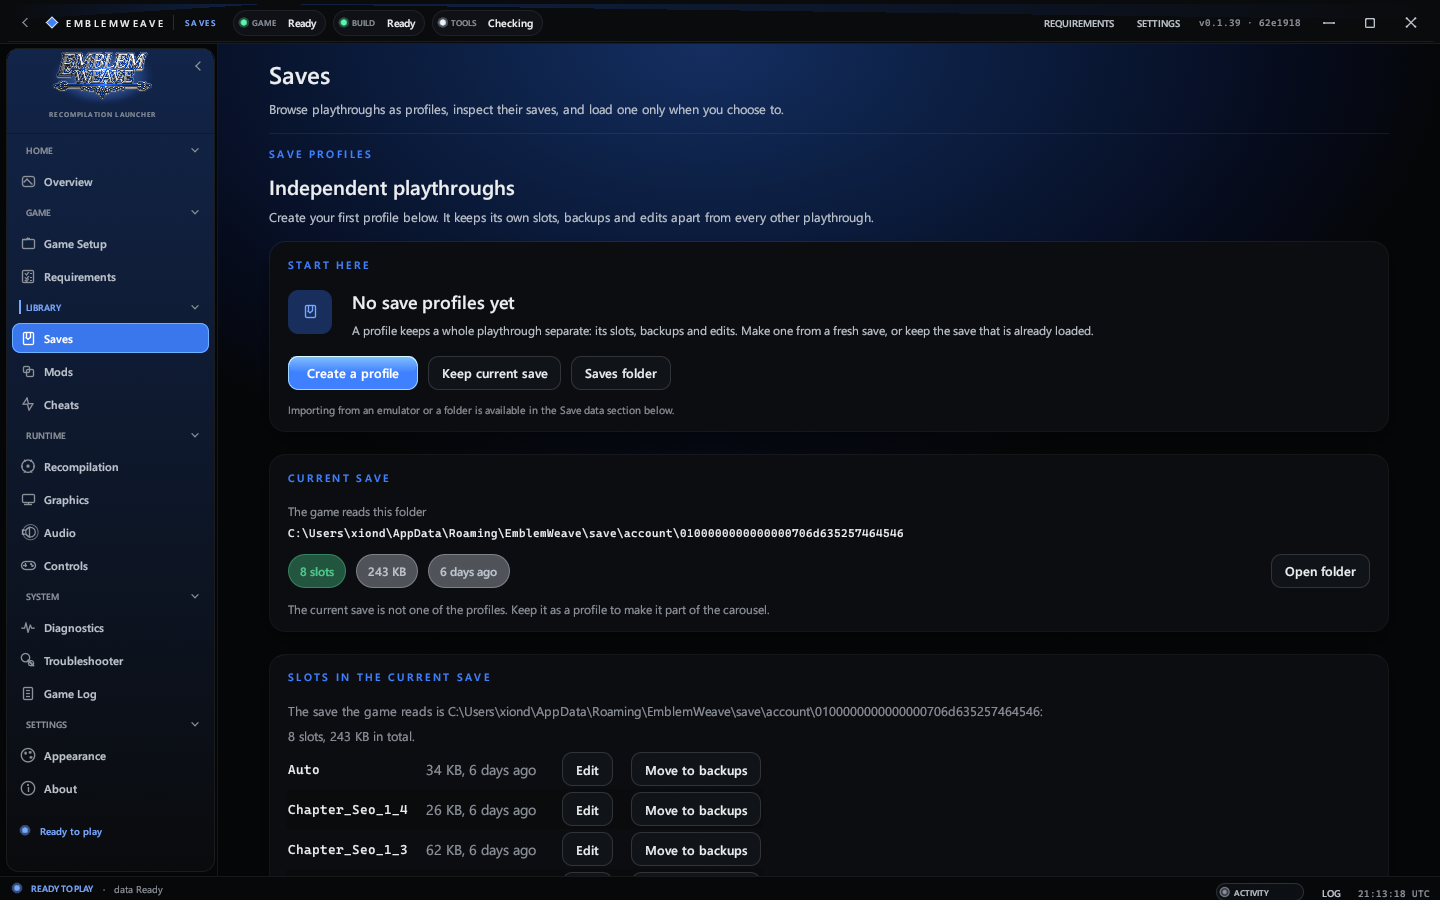 EMBLEMWEAVE SAVES GAME Ready BUILD Ready TOOLS Checking REQUIREMENTS SETTINGS v0.1.39 · 62e1918
EMBLEM
WEAVE
RECOMPILATION LAUNCHER
HOME
Overview
GAME
Game Setup
Requirements
LIBRARY
Saves
Mods
Cheats
RUNTIME
Recompilation
Graphics
Audio
Controls
SYSTEM
Diagnostics
Troubleshooter
Game Log
SETTINGS
Appearance
About
Ready to play
Saves
Browse playthroughs as profiles, inspect their saves, and load one only when you choose to.
SAVE PROFILES
Independent playthroughs
Create your first profile below. It keeps its own slots, backups and edits apart from every other playthrough.
START HERE
No save profiles yet
A profile keeps a whole playthrough separate: its slots, backups and edits. Make one from a fresh save, or keep the save that is already loaded.
Create a profile Keep current save Saves folder
Importing from an emulator or a folder is available in the Save data section below.
CURRENT SAVE
The game reads this folder
C:\Users\xiond\AppData\Roaming\EmblemWeave\save\account\0100000000000000706d635257464546
8 slots 243 KB 6 days ago Open folder
The current save is not one of the profiles. Keep it as a profile to make it part of the carousel.
SLOTS IN THE CURRENT SAVE
The save the game reads is C:\Users\xiond\AppData\Roaming\EmblemWeave\save\account\0100000000000000706d635257464546:
8 slots, 243 KB in total.
Auto 34 KB, 6 days ago Edit Move to backups
Chapter_Seo_1_4 26 KB, 6 days ago Edit Move to backups
Chapter_Seo_1_3 62 KB, 6 days ago Edit Move to backups
READY TO PLAY · data Ready ACTIVITY LOG 21:13:18 UTC